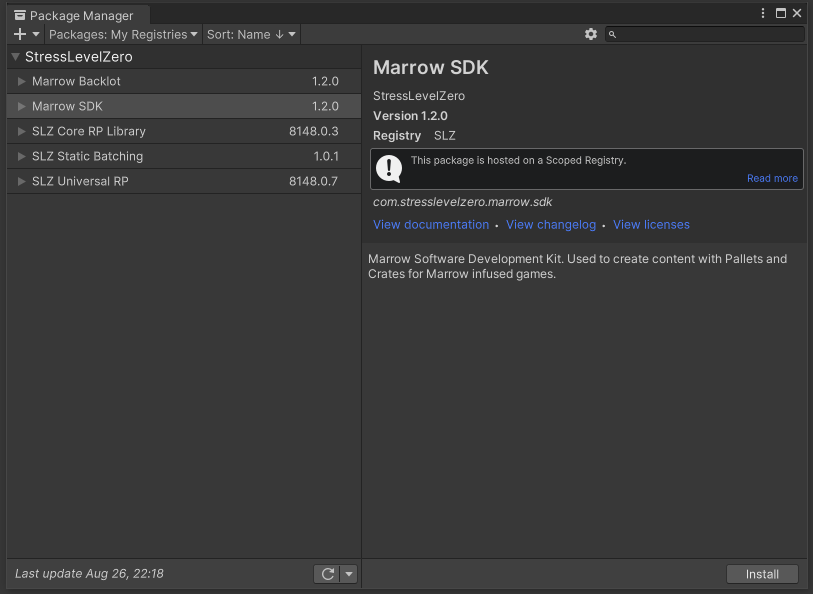 Package Manager
Packages: My Registries Sort: Name ↓
StressLevelZero
Marrow Backlot 1.2.0
Marrow SDK 1.2.0
SLZ Core RP Library 8148.0.3
SLZ Static Batching 1.0.1
SLZ Universal RP 8148.0.7
Last update Aug 26, 22:18
Marrow SDK
StressLevelZero
Version 1.2.0
Registry SLZ
This package is hosted on a Scoped Registry.
Read more
com.stresslevelzero.marrow.sdk
View documentation • View changelog • View licenses
Marrow Software Development Kit. Used to create content with Pallets and
Crates for Marrow infused games.
Install